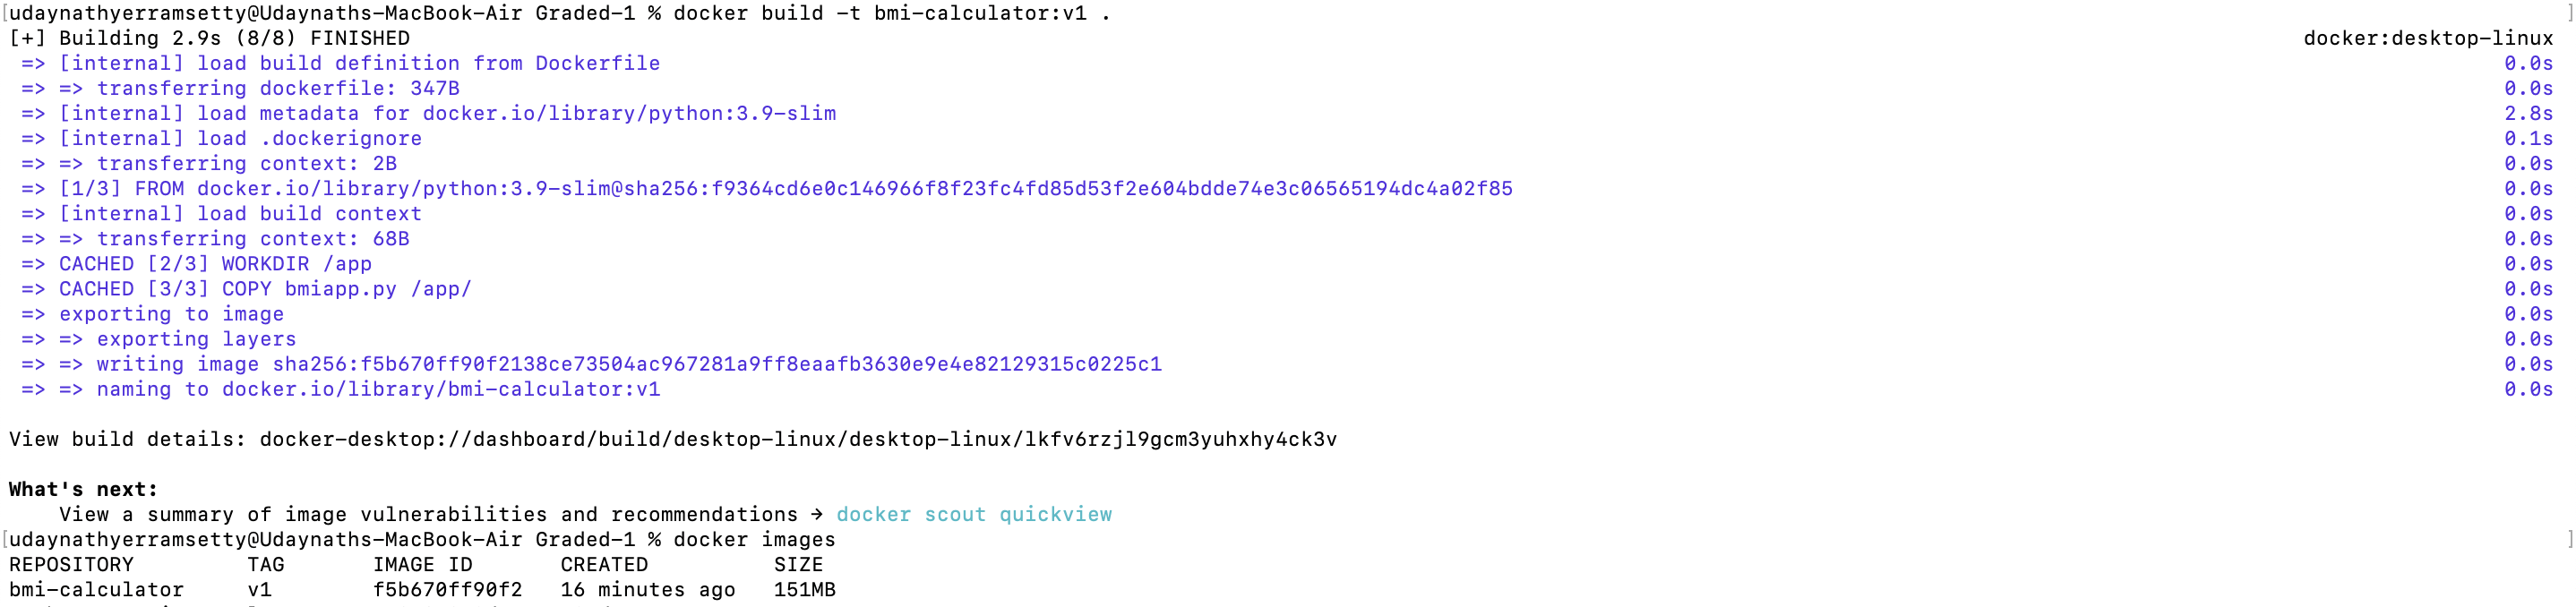 [udaynathyerramsetty@Udaynaths-MacBook-Air Graded-1 % docker build -t bmi-calculator:v1 . ]
[+] Building 2.9s (8/8) FINISHED docker:desktop-linux
=> [internal] load build definition from Dockerfile 0.0s
=> => transferring dockerfile: 347B 0.0s
=> [internal] load metadata for docker.io/library/python:3.9-slim 2.8s
=> [internal] load .dockerignore 0.1s
=> => transferring context: 2B 0.0s
=> [1/3] FROM docker.io/library/python:3.9-slim@sha256:f9364cd6e0c146966f8f23fc4fd85d53f2e604bdde74e3c06565194dc4a02f85 0.0s
=> [internal] load build context 0.0s
=> => transferring context: 68B 0.0s
=> CACHED [2/3] WORKDIR /app 0.0s
=> CACHED [3/3] COPY bmiapp.py /app/ 0.0s
=> exporting to image 0.0s
=> => exporting layers 0.0s
=> => writing image sha256:f5b670ff90f2138ce73504ac967281a9ff8eaafb3630e9e4e82129315c0225c1 0.0s
=> => naming to docker.io/library/bmi-calculator:v1 0.0s
View build details: docker-desktop://dashboard/build/desktop-linux/desktop-linux/lkfv6rzjl9gcm3yuhxhy4ck3v
What's next:
View a summary of image vulnerabilities and recommendations → docker scout quickview
[udaynathyerramsetty@Udaynaths-MacBook-Air Graded-1 % docker images ]
REPOSITORY TAG IMAGE ID CREATED SIZE
bmi-calculator v1 f5b670ff90f2 16 minutes ago 151MB